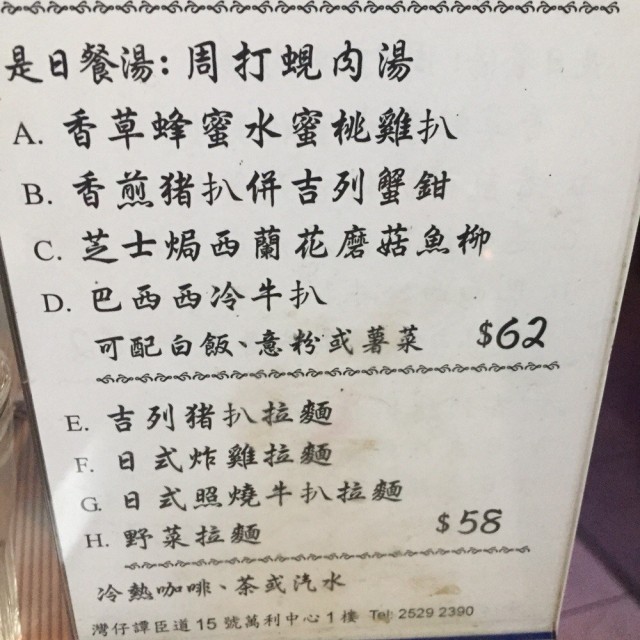 是日餐湯:周打蜆肉湯
A. 香草蜂蜜水蜜桃雞扒
B. 香煎猪扒併吉列蟹鉗
C. 芝士焗西蘭花磨菇魚柳
D. 巴西西冷牛扒
可配白飯、意粉或薯菜 $62
E. 吉列猪扒拉麵
F. 日式炸雞拉麵
G. 日式照燒牛扒拉麵
H. 野菜拉麵 $58
冷熱咖啡、茶或汽水
灣仔譚臣道15號萬利中心1樓 Tel: 2529 2390